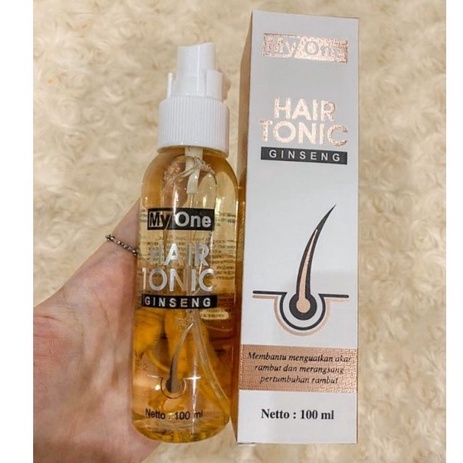 My One
HAIR
TONIC
GINSENG
Netto : 100 ml
My One
HAIR
TONIC
GINSENG
Membantu menguatkan akar
rambut dan merangsang
pertumbuhan rambut
Netto : 100 ml